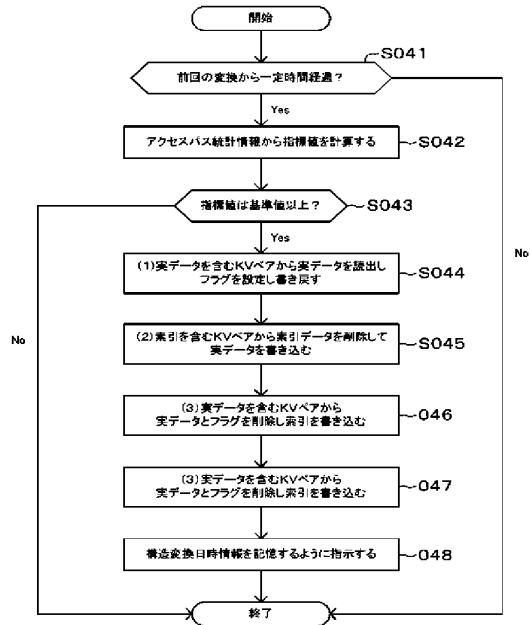 開始
S041
前回の変換から一定時間経過？
Yes
アクセスパス統計情報から指標値を計算する
S042
指標値は基準値以上？
S043
Yes
No
(1)実データを含むKVペアから実データを読出し
フラグを設定し書き戻す
S044
No
(2)索引を含むKVペアから索引データを削除して
実データを書き込む
S045
(3)実データを含むKVペアから
実データとフラグを削除し索引を書き込む
046
(3)実データを含むKVペアから
実データとフラグを削除し索引を書き込む
047
構造変換日時情報を記憶するように指示する
048
終了